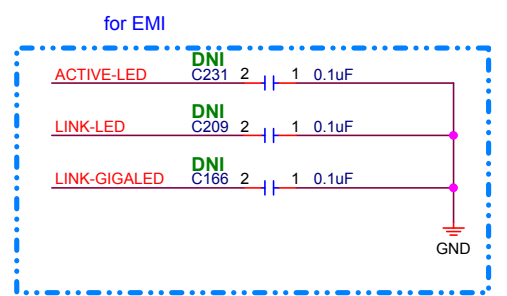 for EMI
DNI
ACTIVE-LED C231 2 1 0.1uF
DNI
LINK-LED C209 2 1 0.1uF
DNI
LINK-GIGALED C166 2 1 0.1uF
GND